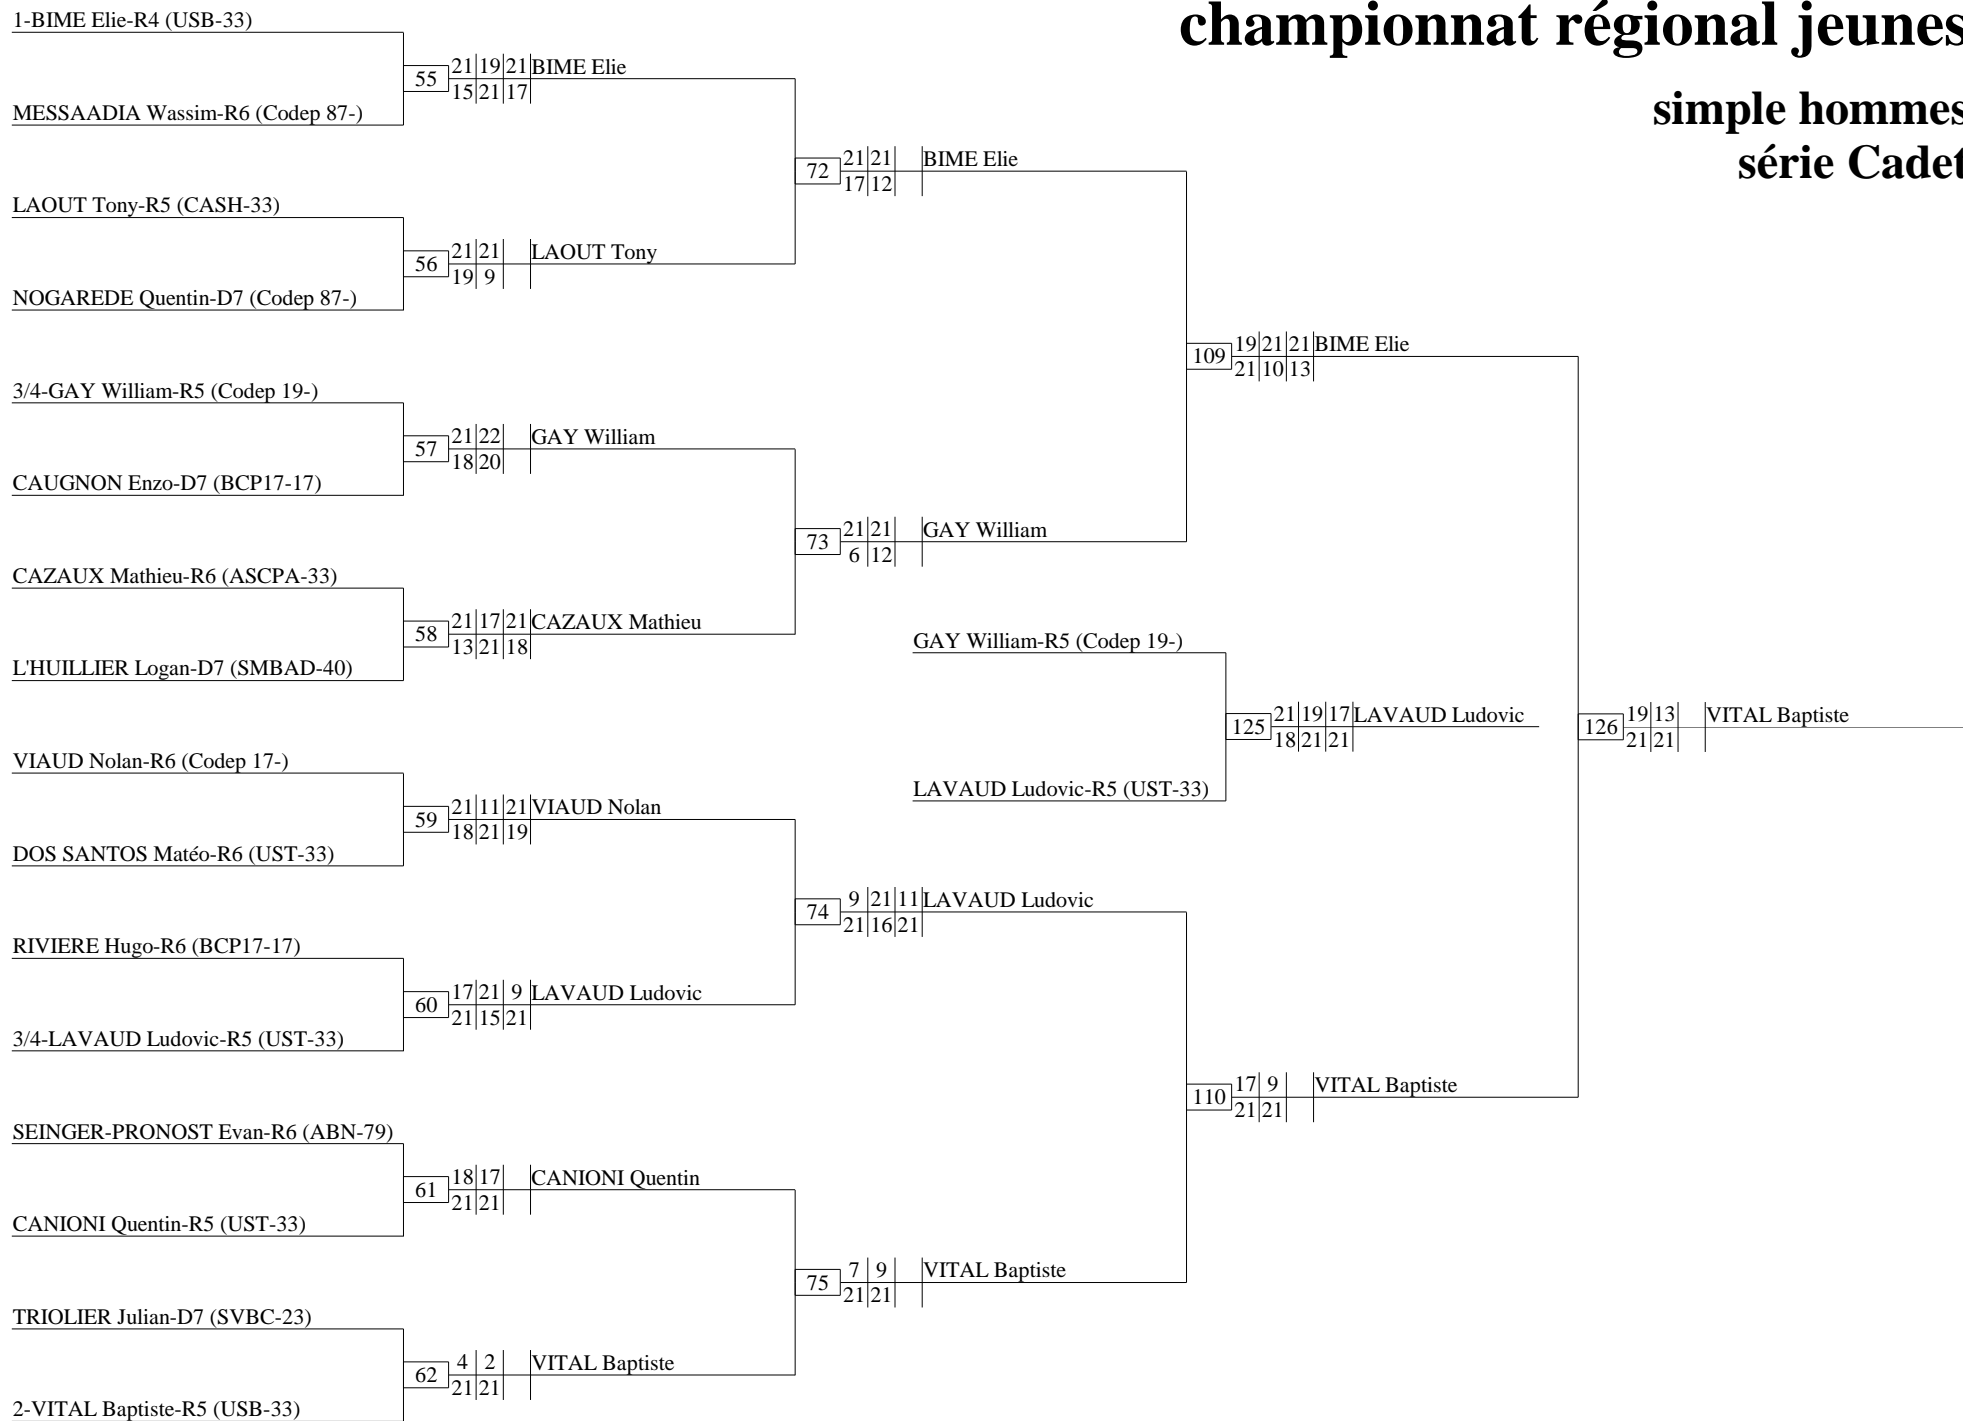 championnat régional jeunes
simple hommes
série Cadet
1-BIME Elie-R4 (USB-33)
55 21 19 21 BIME Elie
15 21 17
MESSAADIA Wassim-R6 (Codep 87-)
72 21 21 BIME Elie
17 12
LAOUT Tony-R5 (CASH-33)
56 21 21 LAOUT Tony
19 9
NOGAREDE Quentin-D7 (Codep 87-)
109 19 21 21 BIME Elie
21 10 13
3/4-GAY William-R5 (Codep 19-)
57 21 22 GAY William
18 20
CAUGNON Enzo-D7 (BCP17-17)
73 21 21 GAY William
6 12
CAZAUX Mathieu-R6 (ASCPA-33)
58 21 17 21 CAZAUX Mathieu
13 21 18
L'HUILLIER Logan-D7 (SMBAD-40)
GAY William-R5 (Codep 19-)
125 21 19 17 LAVAUD Ludovic
18 21 21
LAVAUD Ludovic-R5 (UST-33)
126 19 13 VITAL Baptiste
21 21
VIAUD Nolan-R6 (Codep 17-)
59 21 11 21 VIAUD Nolan
18 21 19
DOS SANTOS Matéo-R6 (UST-33)
74 9 21 11 LAVAUD Ludovic
21 16 21
RIVIERE Hugo-R6 (BCP17-17)
60 17 21 9 LAVAUD Ludovic
21 15 21
3/4-LAVAUD Ludovic-R5 (UST-33)
110 17 9 VITAL Baptiste
21 21
SEINGER-PRONOST Evan-R6 (ABN-79)
61 18 17 CANIONI Quentin
21 21
CANIONI Quentin-R5 (UST-33)
75 7 9 VITAL Baptiste
21 21
TRIOLIER Julian-D7 (SVBC-23)
62 4 2 VITAL Baptiste
21 21
2-VITAL Baptiste-R5 (USB-33)